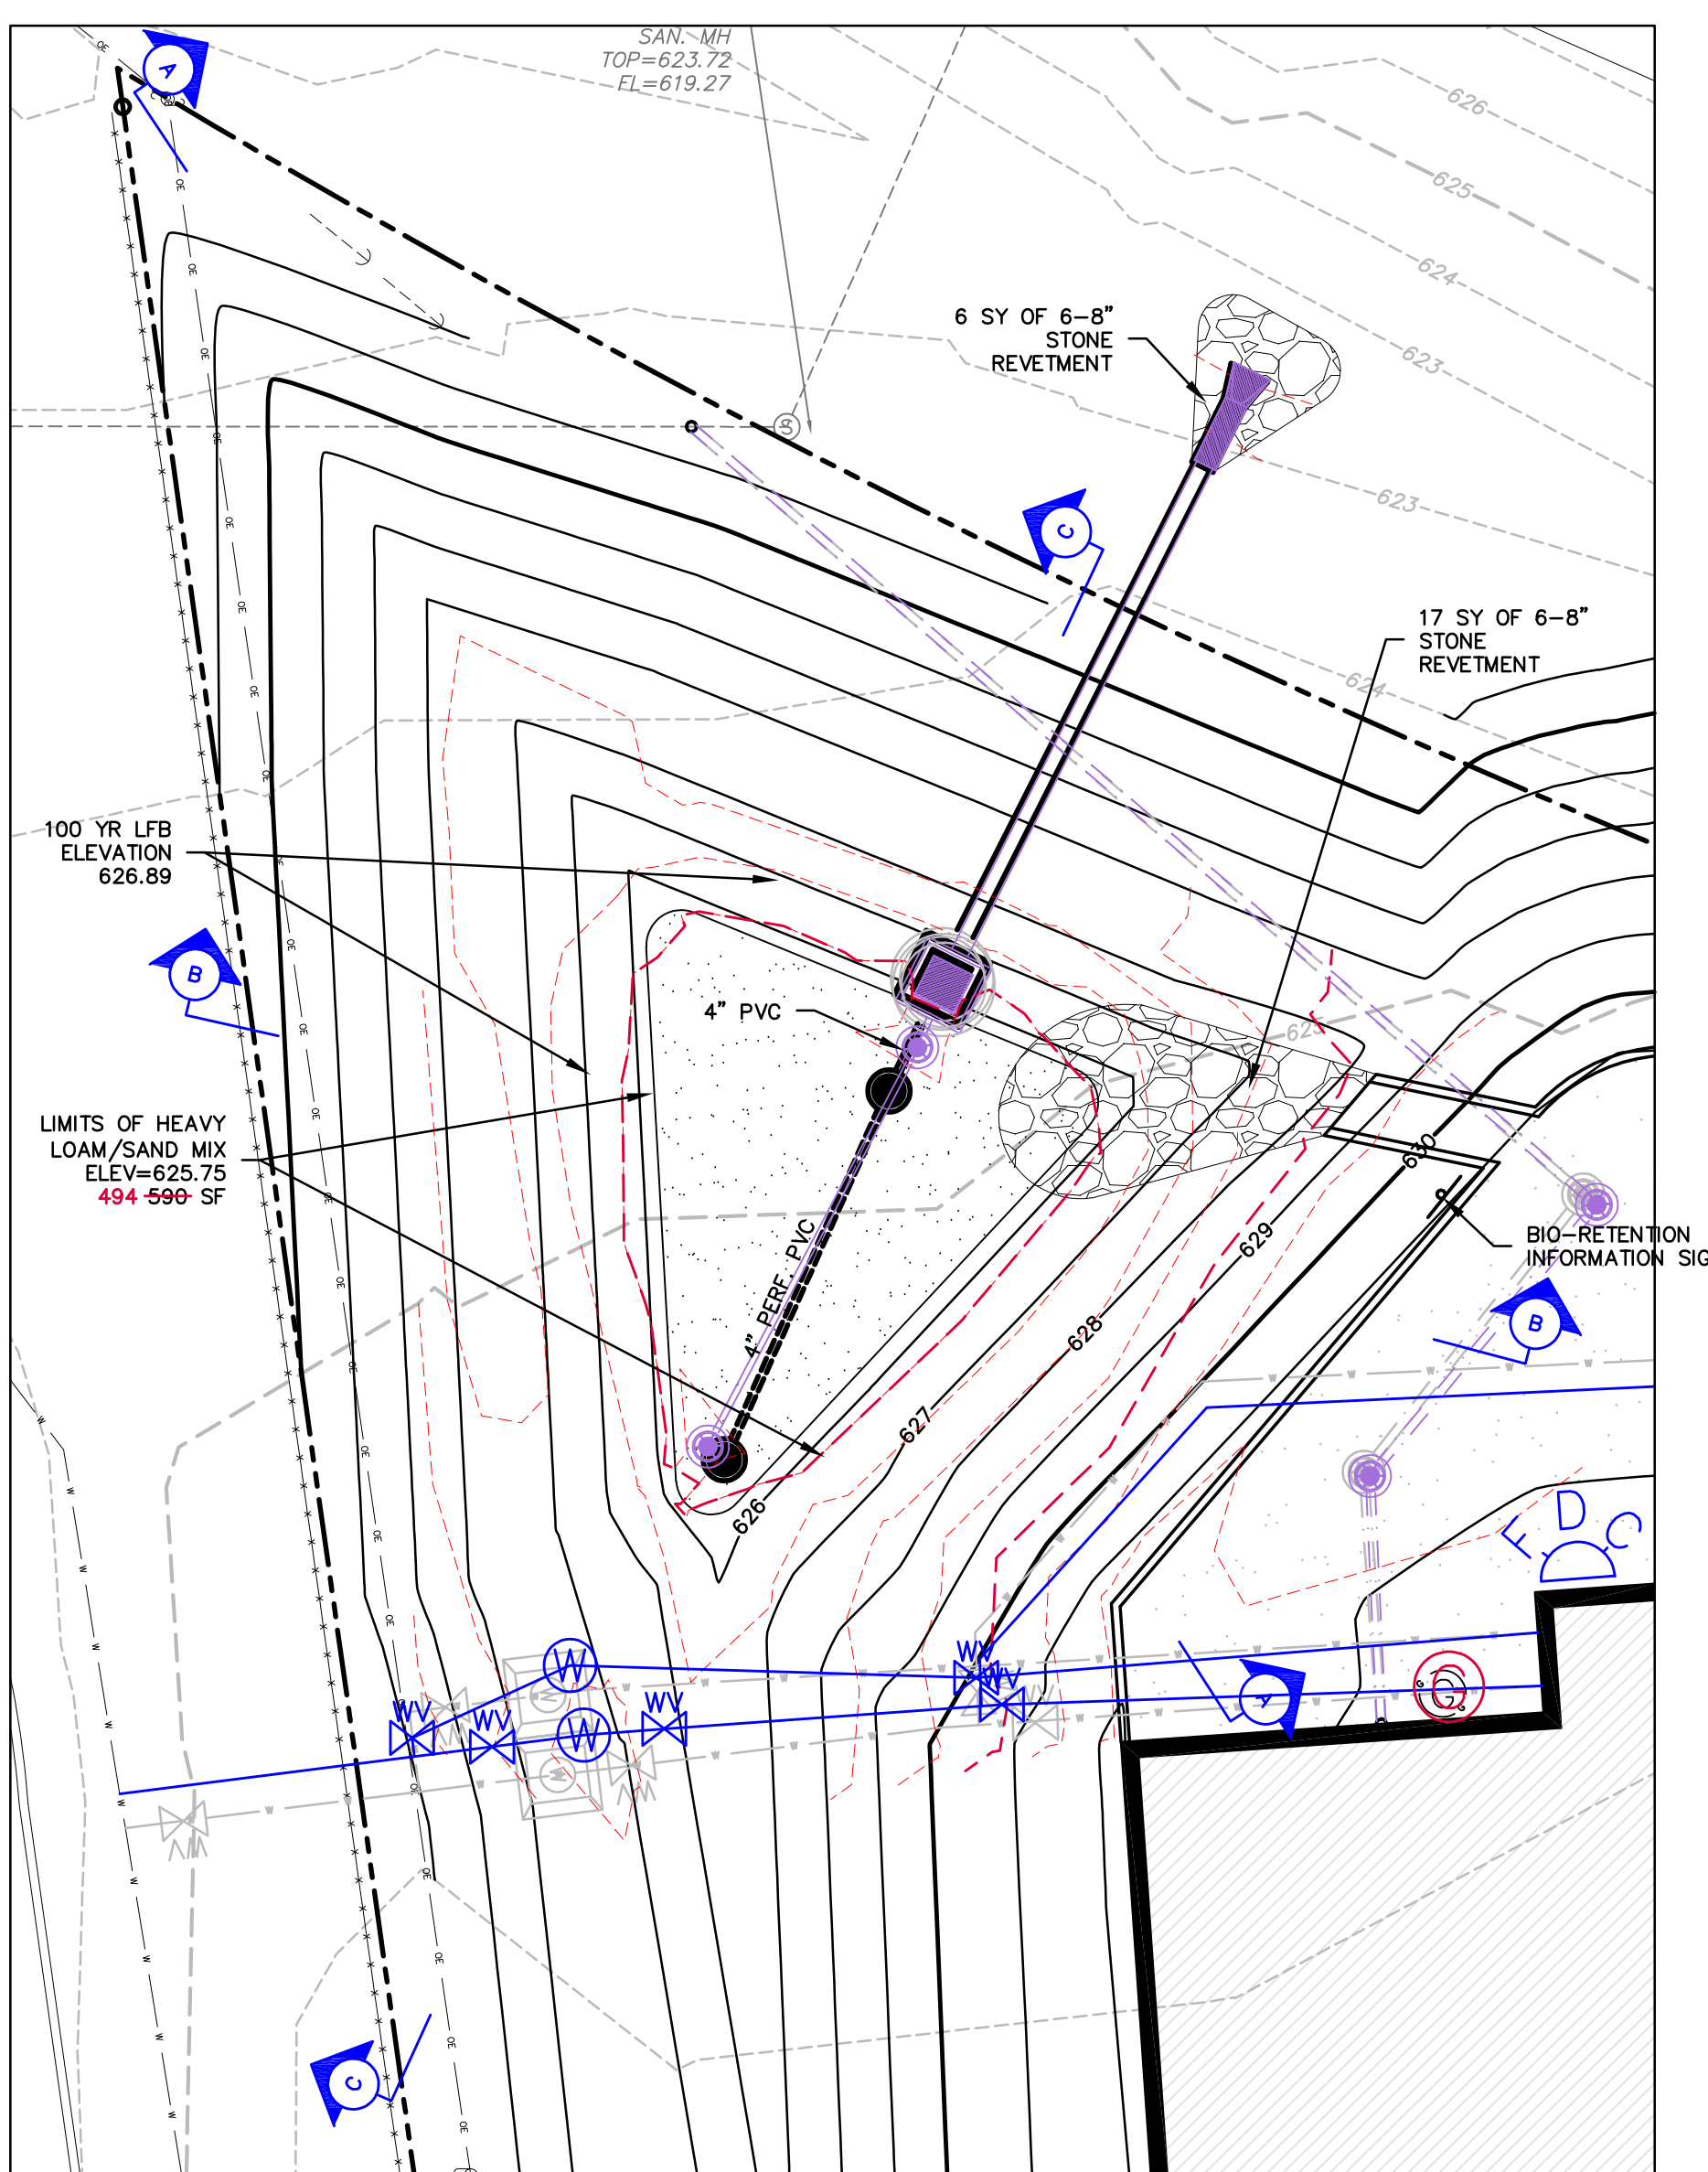 SAN. MH
TOP=623.72
FL=619.27
A
OE
626
625
624
623
6 SY OF 6-8"
STONE
REVETMENT
S
623
C
17 SY OF 6-8"
STONE
REVETMENT
624
100 YR LFB
ELEVATION
626.89
B
4" PVC
625
LIMITS OF HEAVY
LOAM/SAND MIX
ELEV=625.75
494 590 SF
630
629
BIO-RETENTION
INFORMATION SIG
4" PERF. PVC
B
628
627
626
F D C
W
WV
WV
WV
WV
WV
W
W
W
W
WV
A
G
C